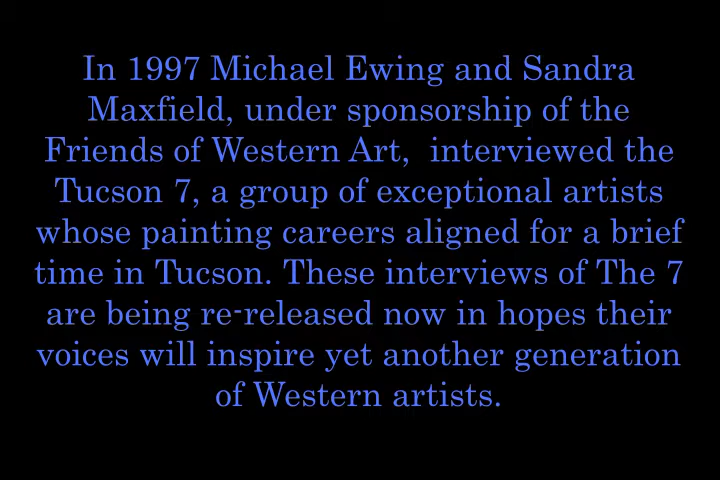 In 1997 Michael Ewing and Sandra
Maxfield, under sponsorship of the
Friends of Western Art,  interviewed the
Tucson 7, a group of exceptional artists
whose painting careers aligned for a brief
time in Tucson. These interviews of The 7
are being re-released now in hopes their
voices will inspire yet another generation
of Western artists.